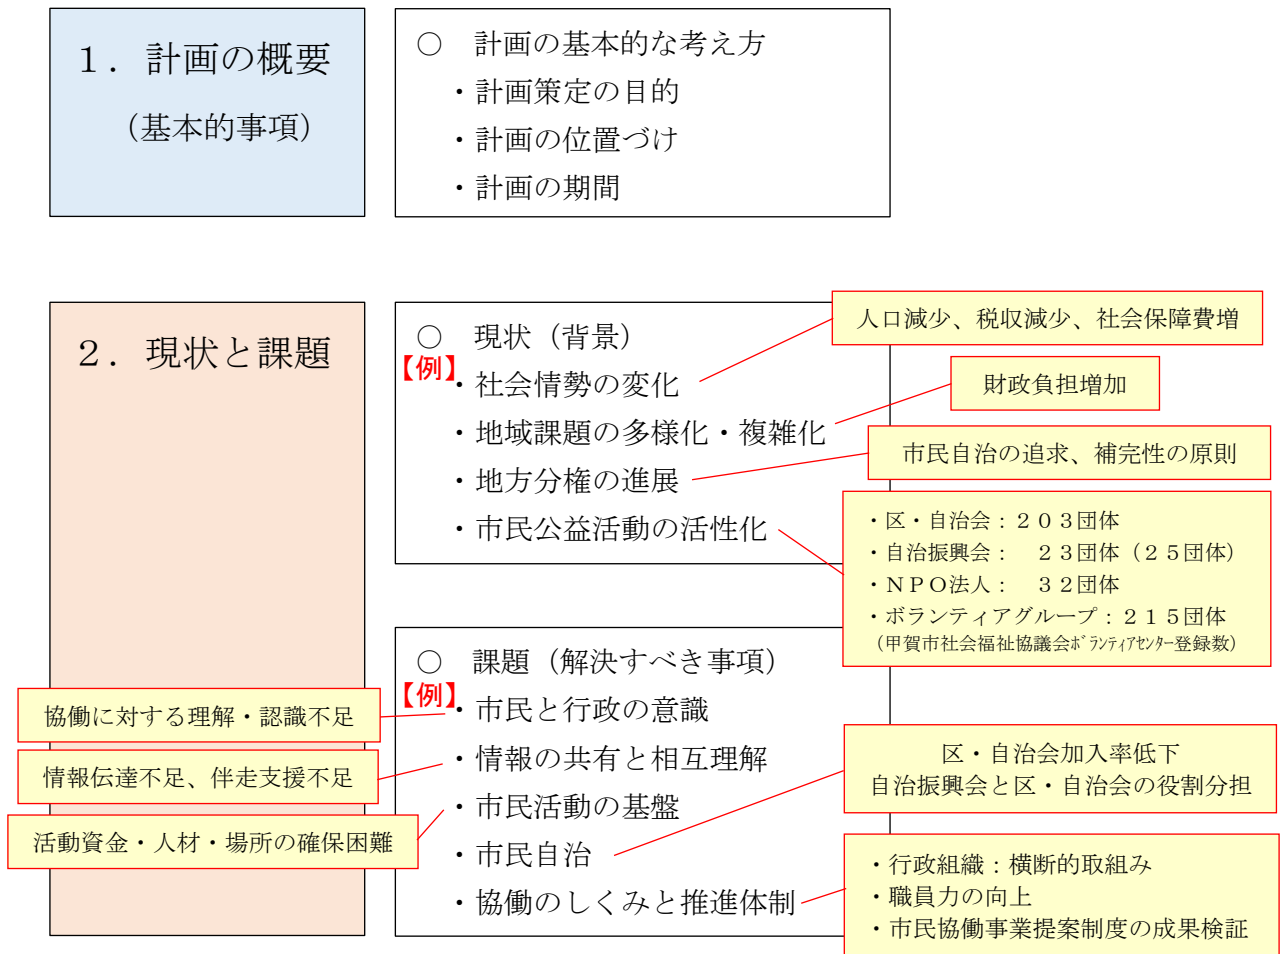 １．計画の概要
（基本的事項）
○　計画の基本的な考え方
・計画策定の目的
・計画の位置づけ
・計画の期間
２．現状と課題
○　現状（背景）
【例】
・社会情勢の変化
・地域課題の多様化・複雑化
・地方分権の進展
・市民公益活動の活性化
人口減少、税収減少、社会保障費増
財政負担増加
市民自治の追求、補完性の原則
・区・自治会：２０３団体
・自治振興会：　２３団体（２５団体）
・ＮＰＯ法人：　３２団体
・ボランティアグループ：２１５団体
（甲賀市社会福祉協議会ﾎﾞﾗﾝﾃｨｱｾﾝﾀｰ登録数）
○　課題（解決すべき事項）
【例】
・市民と行政の意識
・情報の共有と相互理解
・市民活動の基盤
・市民自治
・協働のしくみと推進体制
協働に対する理解・認識不足
情報伝達不足、伴走支援不足
活動資金・人材・場所の確保困難
区・自治会加入率低下
自治振興会と区・自治会の役割分担
・行政組織：横断的取組み
・職員力の向上
・市民協働事業提案制度の成果検証